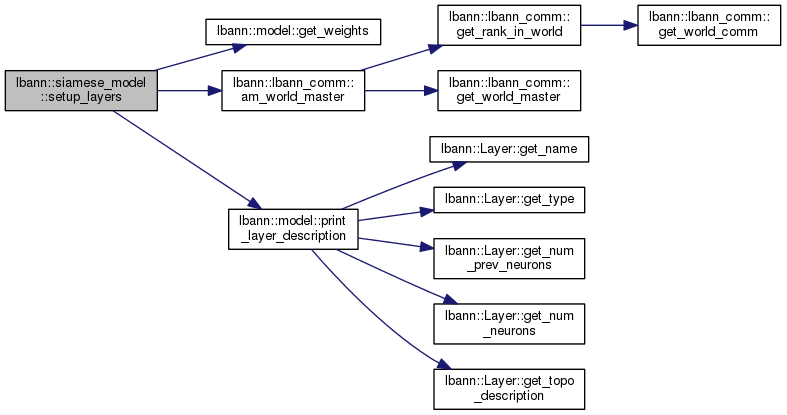 lbann::siamese_model
::setup_layers
lbann::model::get_weights
lbann::lbann_comm::
am_world_master
lbann::lbann_comm::
get_rank_in_world
lbann::lbann_comm::
get_world_comm
lbann::lbann_comm::
get_world_master
lbann::model::print
_layer_description
lbann::Layer::get_name
lbann::Layer::get_type
lbann::Layer::get_num
_prev_neurons
lbann::Layer::get_num
_neurons
lbann::Layer::get_topo
_description